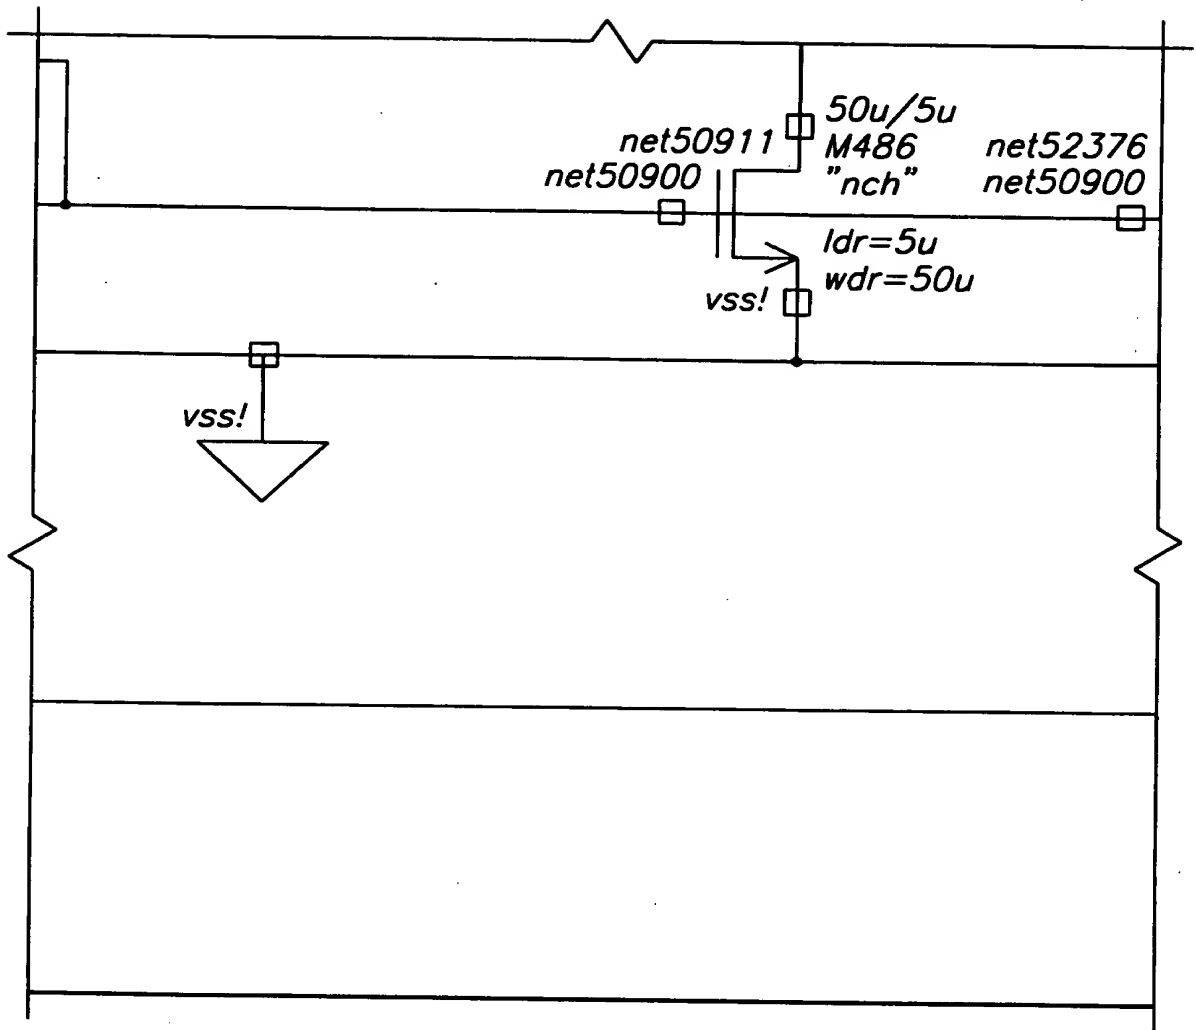 50u/5u
net50911
M486
net52376
net50900
"nch"
net50900
ldr=5u
wdr=50u
vss!
vss!